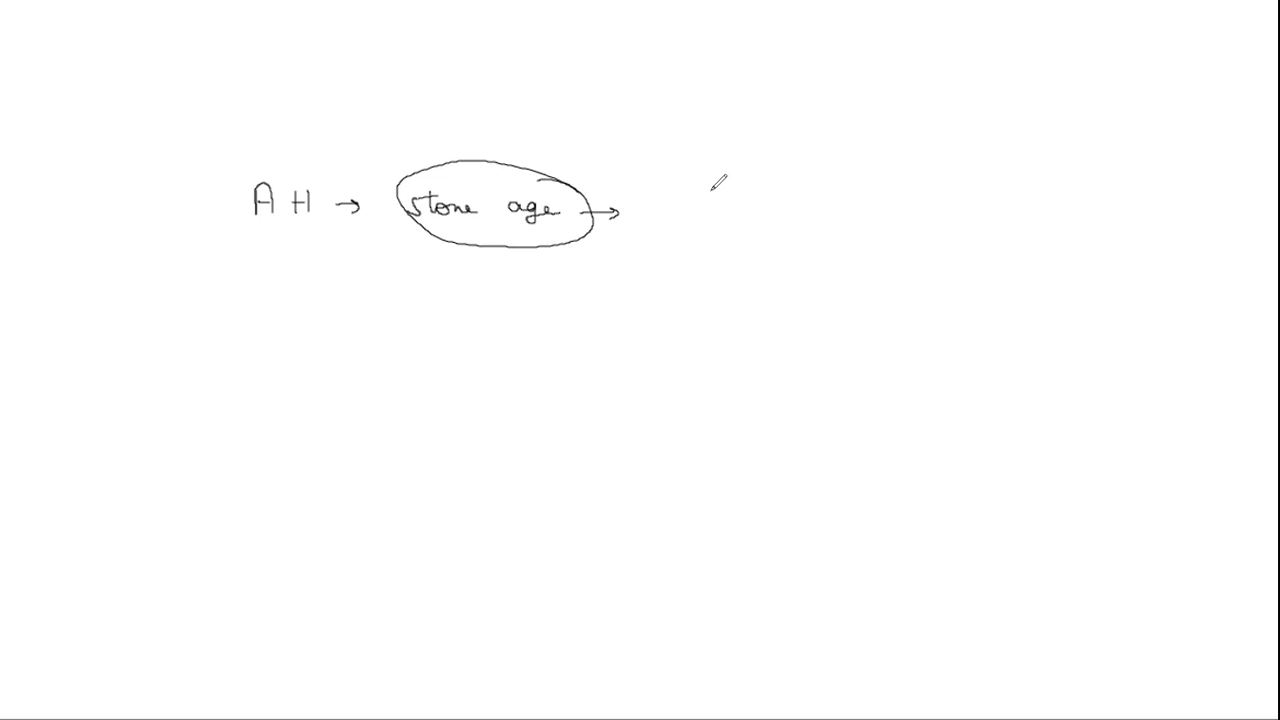 A H → stone age →